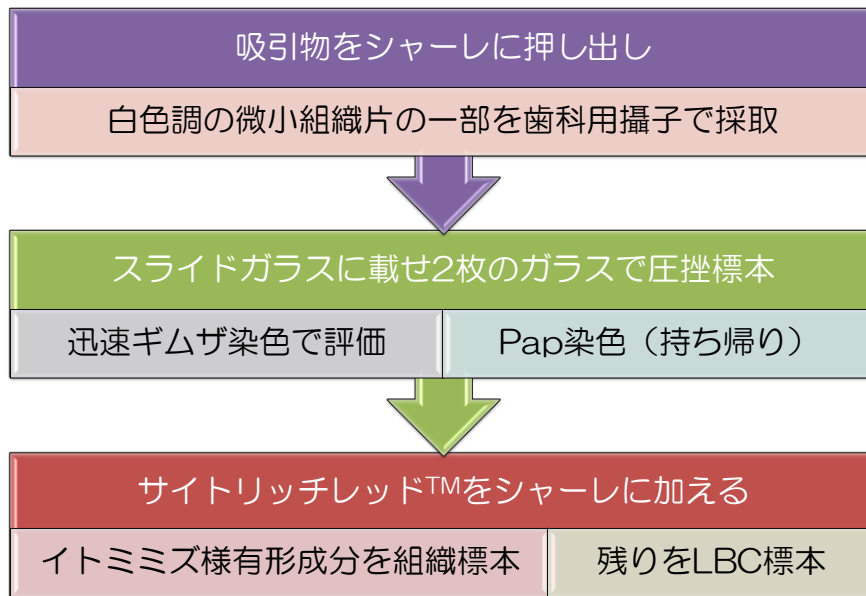 吸引物をシャーレに押し出し
白色調の微小組織片の一部を歯科用攝子で採取
スライドガラスに載せ2枚のガラスで圧挫標本
迅速ギムザ染色で評価
Pap染色（持ち帰り）
サイトリッチレッド™をシャーレに加える
イトミミズ様有形成分を組織標本
残りをLBC標本